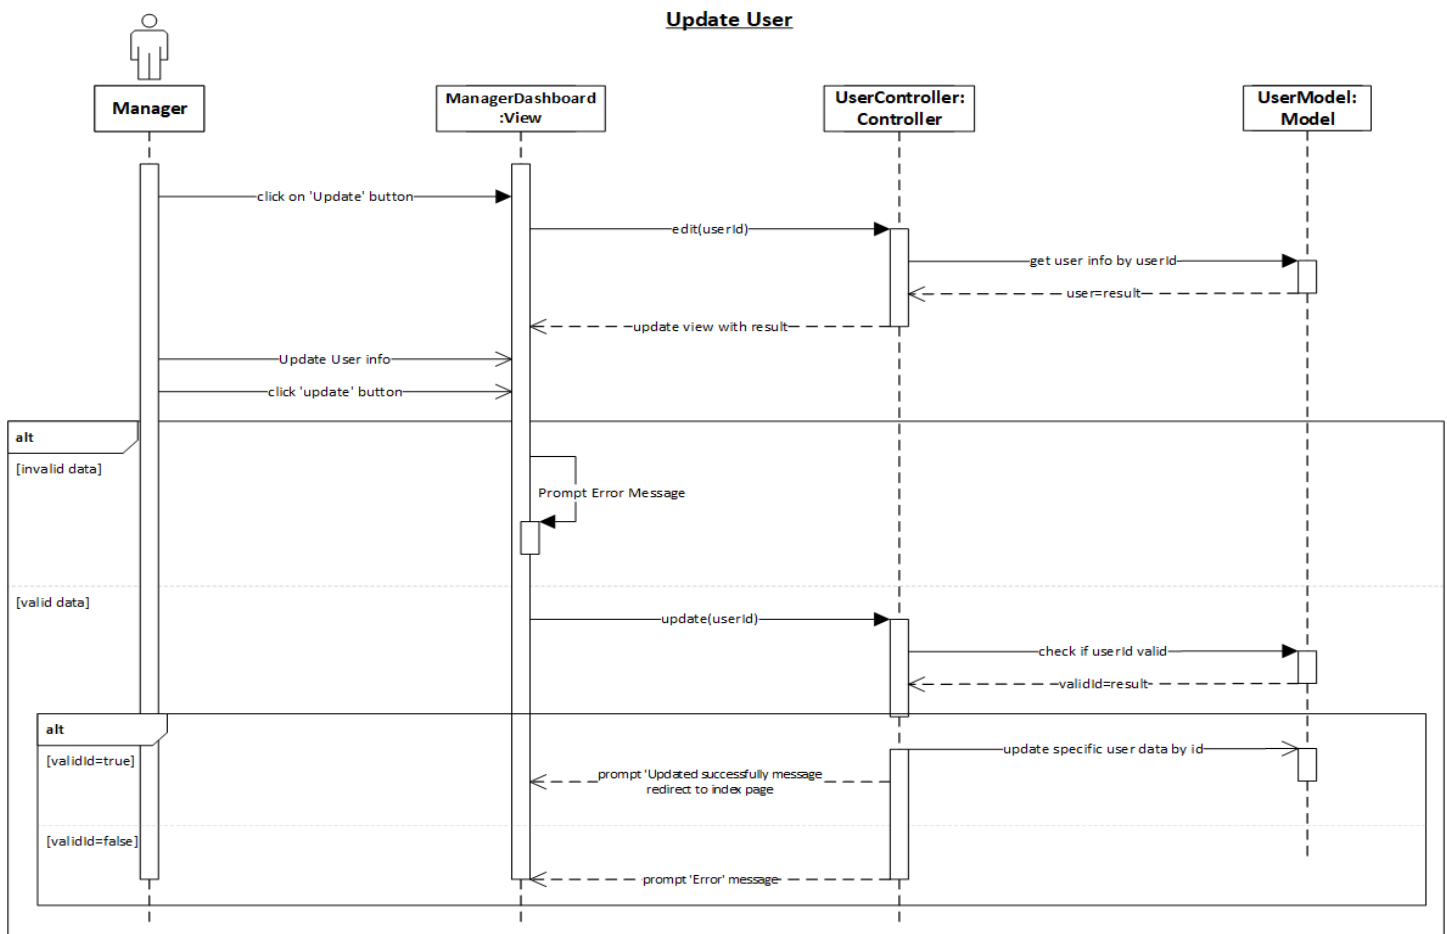 Update User
Manager
ManagerDashboard
:View
UserController:
Controller
UserModel:
Model
click on 'Update' button
edit(userId)
get user info by userId
user=result
update view with result
Update User info
click 'update' button
alt
[invalid data]
Prompt Error Message
[valid data]
update(userId)
check if userId valid
validId=result
alt
update specific user data by id
[validId=true]
prompt 'Updated successfully message
redirect to index page
[validId=false]
prompt 'Error' message